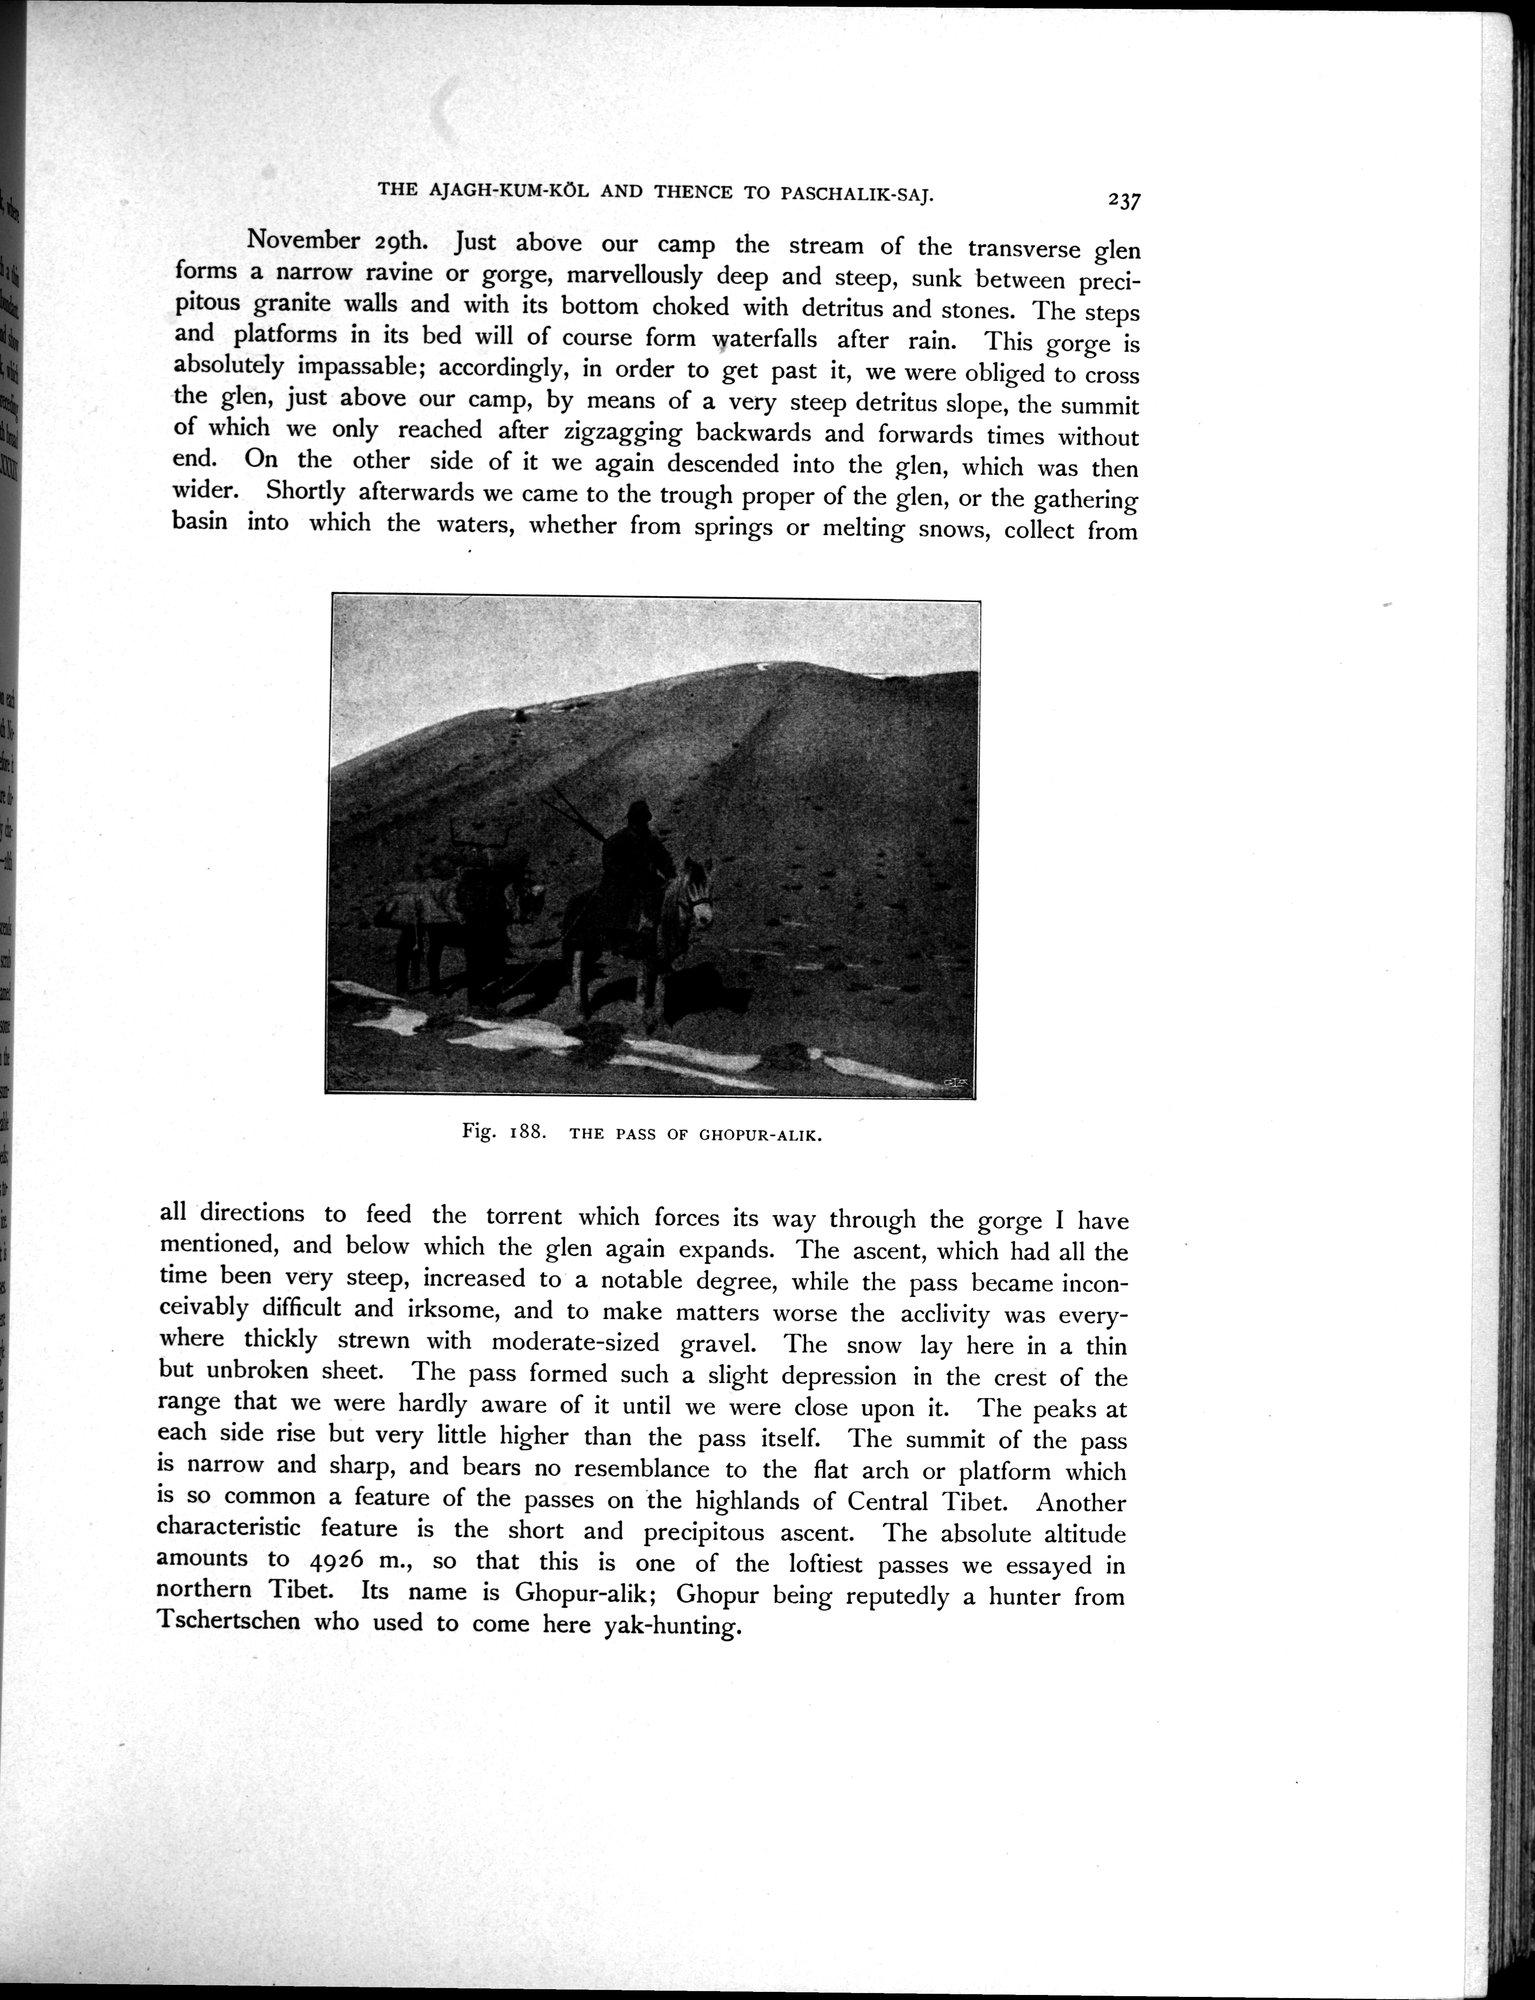 THE AJAGH-KUM-KÖL AND THENCE TO PASCHALIK-SAJ.
237
November 29th. Just above our camp the stream of the transverse glen
forms a narrow ravine or gorge, marvellously deep and steep, sunk between preci-
pitous granite walls and with its bottom choked with detritus and stones. The steps
and platforms in its bed will of course form waterfalls after rain. This gorge is
absolutely impassable; accordingly, in order to get past it, we were obliged to cross
the glen, just above our camp, by means of a very steep detritus slope, the summit
of which we only reached after zigzagging backwards and forwards times without
end. On the other side of it we again descended into the glen, which was then
wider. Shortly afterwards we came to the trough proper of the glen, or the gathering
basin into which the waters, whether from springs or melting snows, collect from
Fig. 188. THE PASS OF GHOPUR-ALIK.
all directions to feed the torrent which forces its way through the gorge I have
mentioned, and below which the glen again expands. The ascent, which had all the
time been very steep, increased to a notable degree, while the pass became incon-
ceivably difficult and irksome, and to make matters worse the acclivity was every-
where thickly strewn with moderate-sized gravel. The snow lay here in a thin
but unbroken sheet. The pass formed such a slight depression in the crest of the
range that we were hardly aware of it until we were close upon it. The peaks at
each side rise but very little higher than the pass itself. The summit of the pass
is narrow and sharp, and bears no resemblance to the flat arch or platform which
is so common a feature of the passes on the highlands of Central Tibet. Another
characteristic feature is the short and precipitous ascent. The absolute altitude
amounts to 4926 m., so that this is one of the loftiest passes we essayed in
northern Tibet. Its name is Ghopur-alik; Ghopur being reputedly a hunter from
Tschertschen who used to come here yak-hunting.